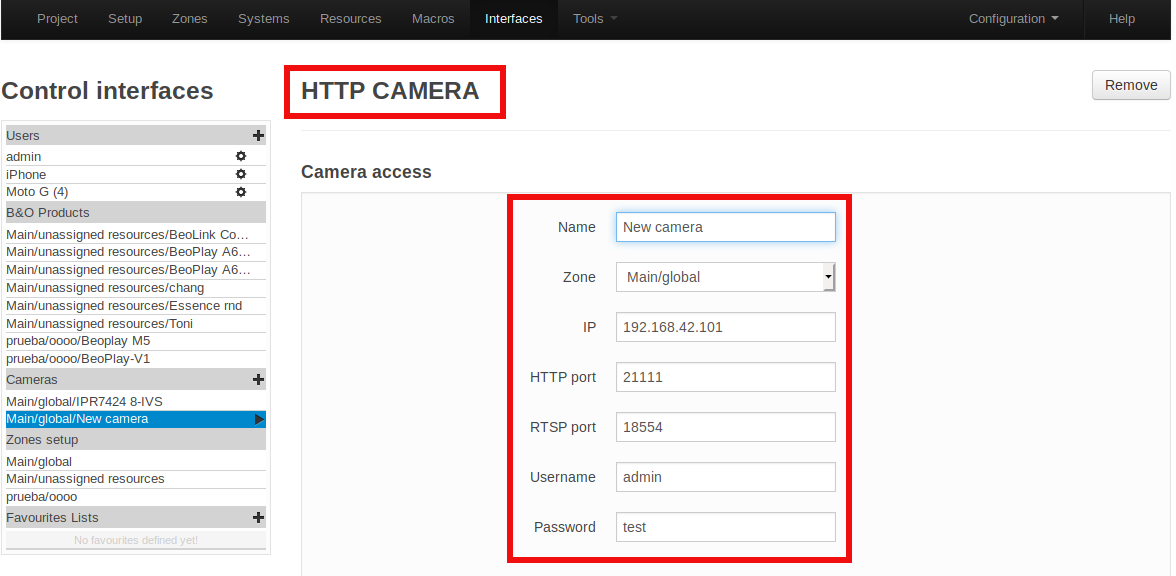 Project Setup Zones Systems Resources Macros Interfaces Tools Configuration Help
Control interfaces
Users
admin
iPhone
Moto G (4)
B&O Products
Main/unassigned resources/BeoLink Co...
Main/unassigned resources/BeoPlay A6...
Main/unassigned resources/BeoPlay A6...
Main/unassigned resources/chang
Main/unassigned resources/Essence rnd
Main/unassigned resources/Toni
prueba/oooo/Beoplay M5
prueba/oooo/BeoPlay-V1
Cameras
Main/global/IPR7424 8-IVS
Main/global/New camera
Zones setup
Main/global
Main/unassigned resources
prueba/oooo
Favourites Lists
No favourites defined yet!
HTTP CAMERA
Remove
Camera access
Name New camera
Zone Main/global
IP 192.168.42.101
HTTP port 21111
RTSP port 18554
Username admin
Password test